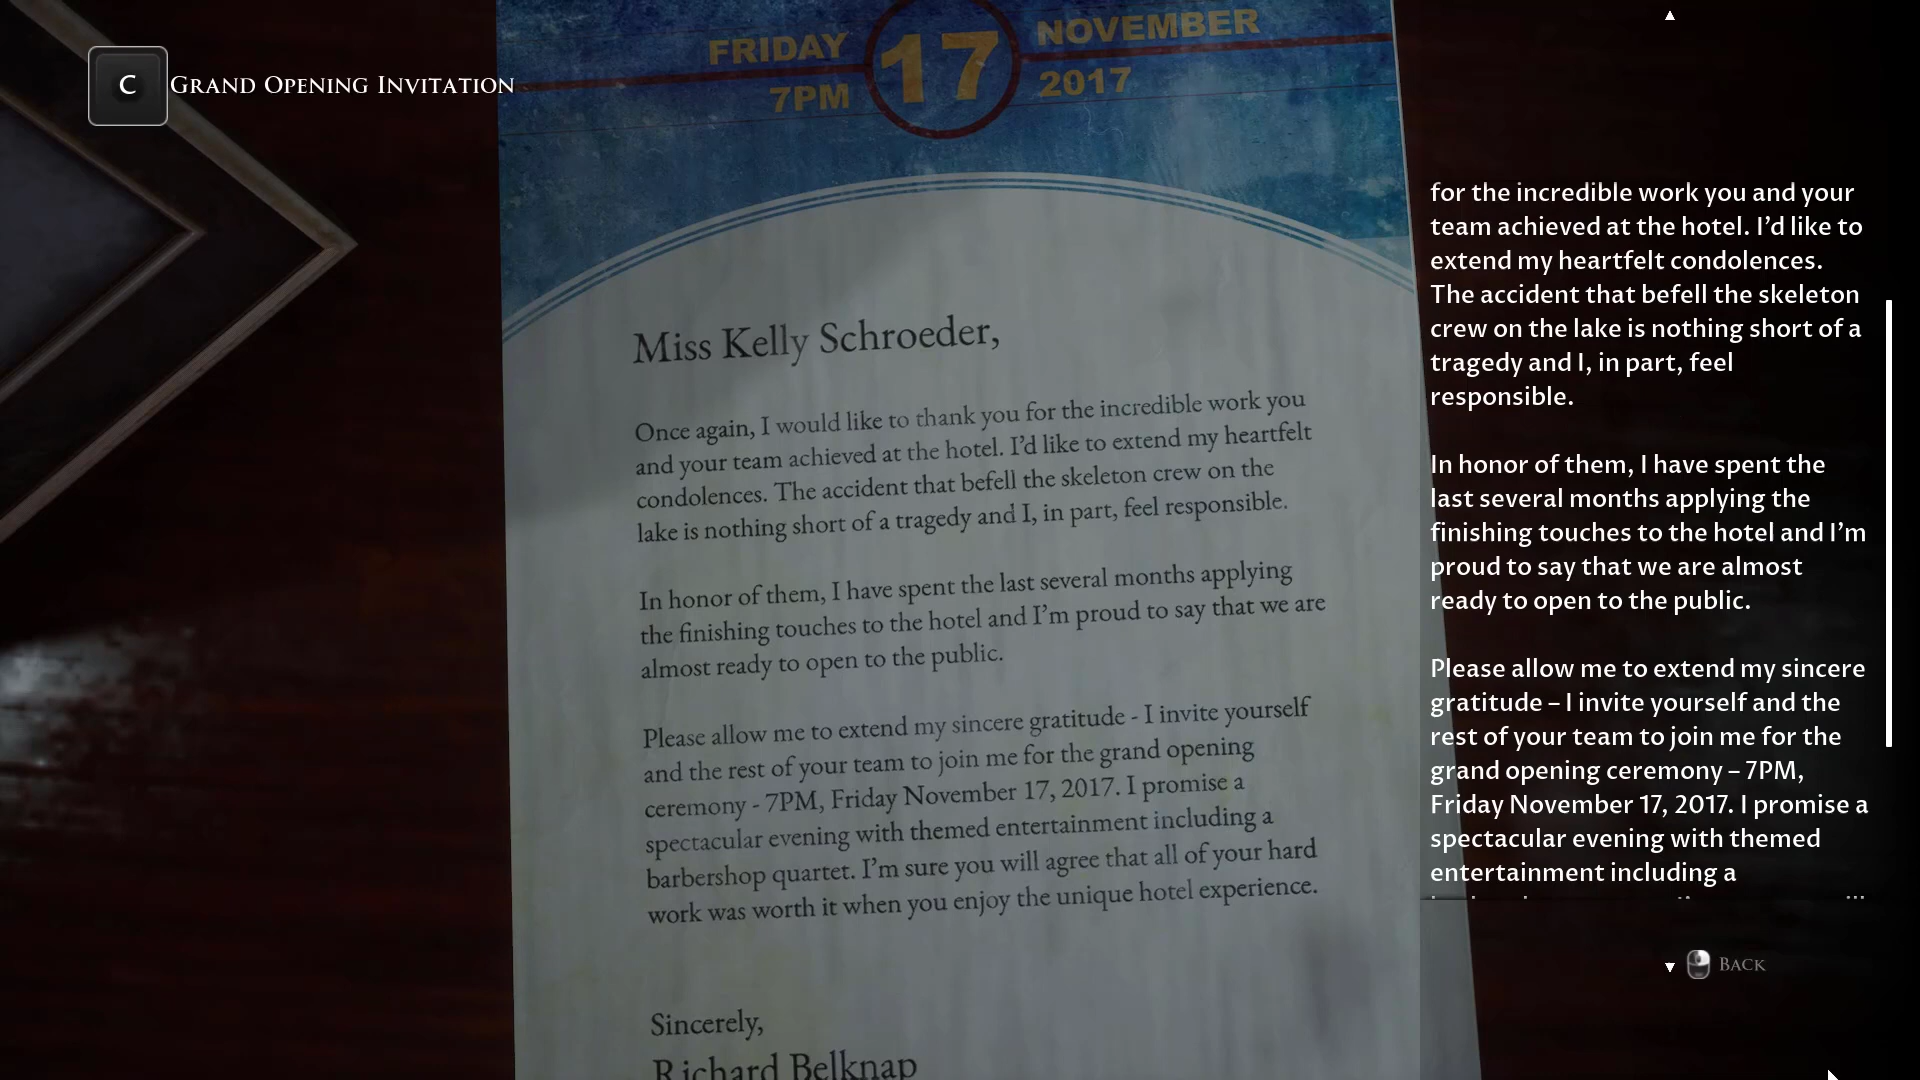 C
GRAND OPENING INVITATION
FRIDAY
7PM
17
NOVEMBER
2017
Miss Kelly Schroeder,
Once again, I would like to thank you for the incredible work you
and your team achieved at the hotel. I'd like to extend my heartfelt
condolences. The accident that befell the skeleton crew on the
lake is nothing short of a tragedy and I, in part, feel responsible.
In honor of them, I have spent the last several months applying
the finishing touches to the hotel and I'm proud to say that we are
almost ready to open to the public.
Please allow me to extend my sincere gratitude - I invite yourself
and the rest of your team to join me for the grand opening
ceremony - 7PM, Friday November 17, 2017. I promise a
spectacular evening with themed entertainment including a
barbershop quartet. I'm sure you will agree that all of your hard
work was worth it when you enjoy the unique hotel experience.
Sincerely,
Richard Belknap
for the incredible work you and your
team achieved at the hotel. I'd like to
extend my heartfelt condolences.
The accident that befell the skeleton
crew on the lake is nothing short of a
tragedy and I, in part, feel
responsible.
In honor of them, I have spent the
last several months applying the
finishing touches to the hotel and I'm
proud to say that we are almost
ready to open to the public.
Please allow me to extend my sincere
gratitude – I invite yourself and the
rest of your team to join me for the
grand opening ceremony – 7PM,
Friday November 17, 2017. I promise a
spectacular evening with themed
entertainment including a
BACK